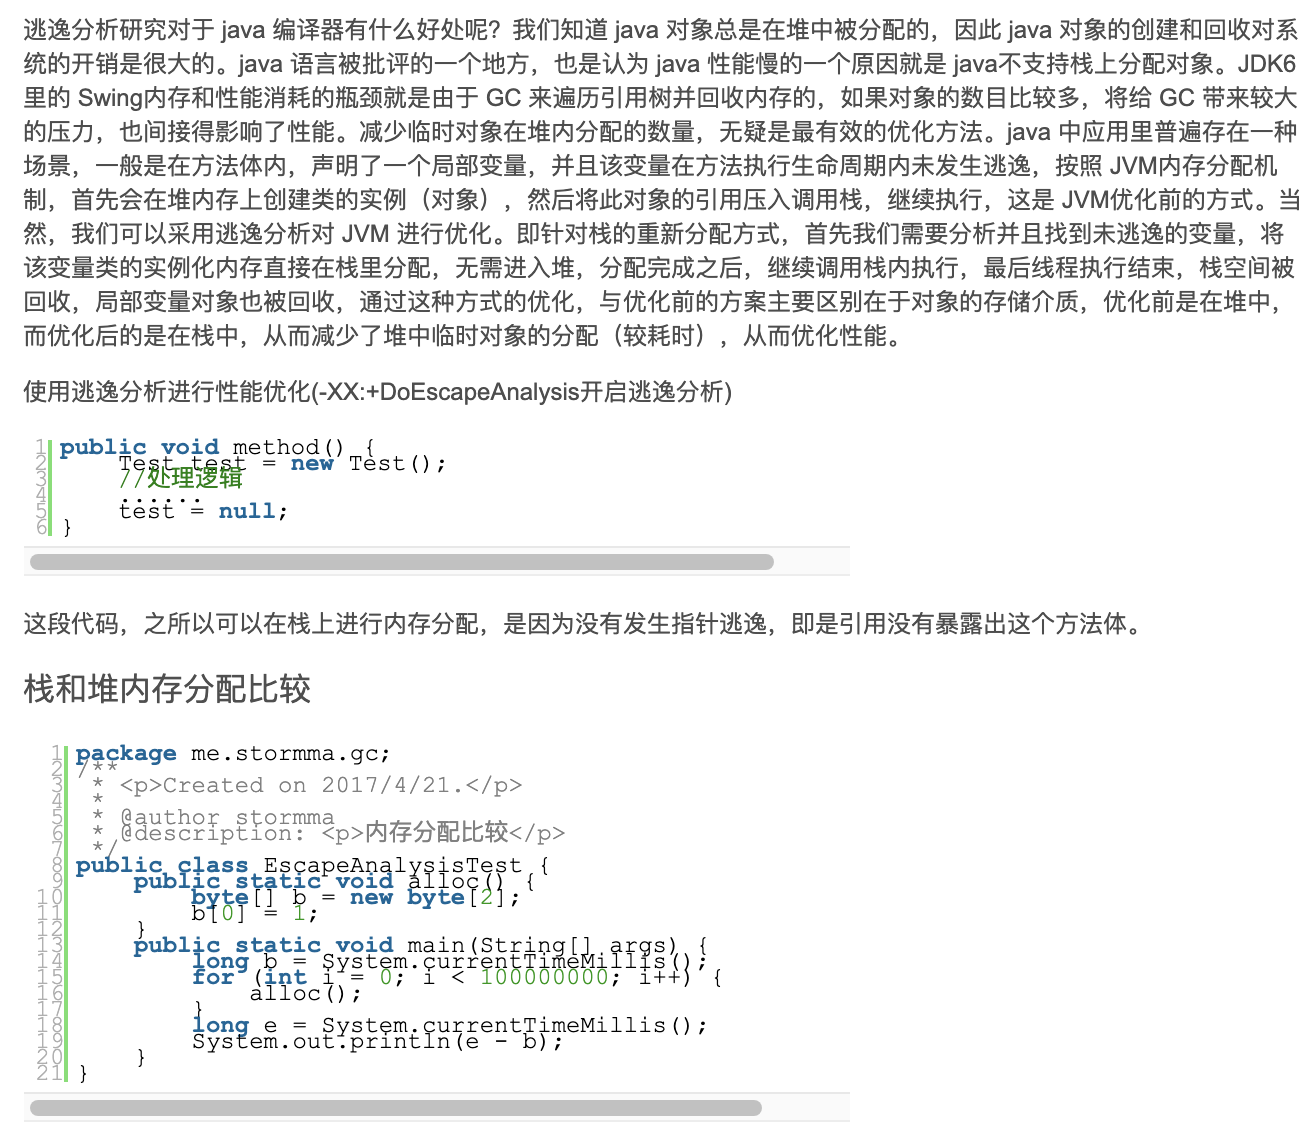 逃逸分析研究对于 java 编译器有什么好处呢？我们知道 java 对象总是在堆中被分配的，因此 java 对象的创建和回收对系
统的开销是很大的。java 语言被批评的一个地方，也是认为 java 性能慢的一个原因就是 java不支持栈上分配对象。JDK6
里的 Swing内存和性能消耗的瓶颈就是由于 GC 来遍历引用树并回收内存的，如果对象的数目比较多，将给 GC 带来较大
的压力，也间接得影响了性能。减少临时对象在堆内分配的数量，无疑是最有效的优化方法。java 中应用里普遍存在一种
场景，一般是在方法体内，声明了一个局部变量，并且该变量在方法执行生命周期内未发生逃逸，按照 JVM内存分配机
制，首先会在堆内存上创建类的实例（对象），然后将此对象的引用压入调用栈，继续执行，这是 JVM优化前的方式。当
然，我们可以采用逃逸分析对 JVM 进行优化。即针对栈的重新分配方式，首先我们需要分析并且找到未逃逸的变量，将
该变量类的实例化内存直接在栈里分配，无需进入堆，分配完成之后，继续调用栈内执行，最后线程执行结束，栈空间被
回收，局部变量对象也被回收，通过这种方式的优化，与优化前的方案主要区别在于对象的存储介质，优化前是在堆中，
而优化后的是在栈中，从而减少了堆中临时对象的分配（较耗时），从而优化性能。
使用逃逸分析进行性能优化(-XX:+DoEscapeAnalysis开启逃逸分析)
1 public void method() {
2     Test test = new Test();
3     //处理逻辑
4     ......
5     test = null;
6 }
这段代码，之所以可以在栈上进行内存分配，是因为没有发生指针逃逸，即是引用没有暴露出这个方法体。
栈和堆内存分配比较
1 package me.stormma.gc;
2 /**
3  * <p>Created on 2017/4/21.</p>
4  *
5  * @author stormma
6  * @description: <p>内存分配比较</p>
7  */
8 public class EscapeAnalysisTest {
9     public static void alloc() {
10         byte[] b = new byte[2];
11         b[0] = 1;
12     }
13     public static void main(String[] args) {
14         long b = System.currentTimeMillis();
15         for (int i = 0; i < 100000000; i++) {
16             alloc();
17         }
18         long e = System.currentTimeMillis();
19         System.out.println(e - b);
20     }
21 }